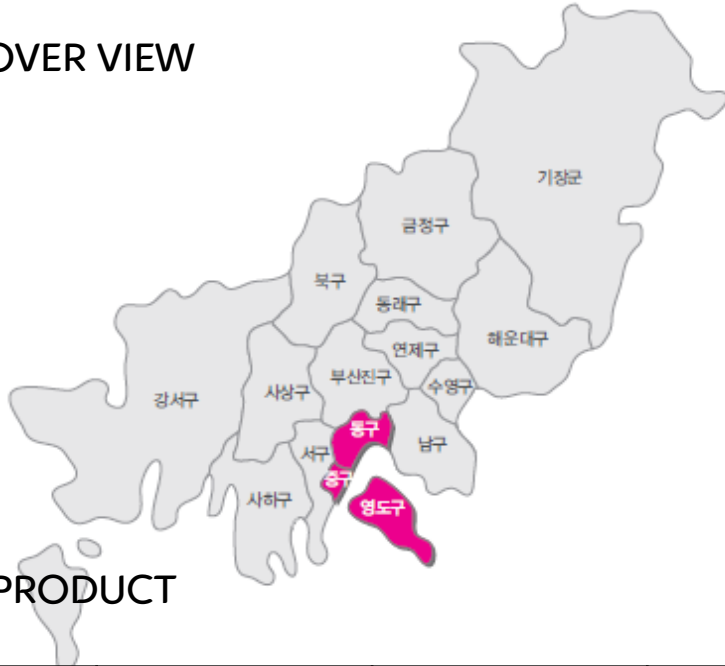 OVER VIEW
기장군
금정구
북구
동래구
해운대구
연제구
부산진구
수영구
사상구
강서구
동구
남구
서구
중구
사하구
영도구
PRODUCT